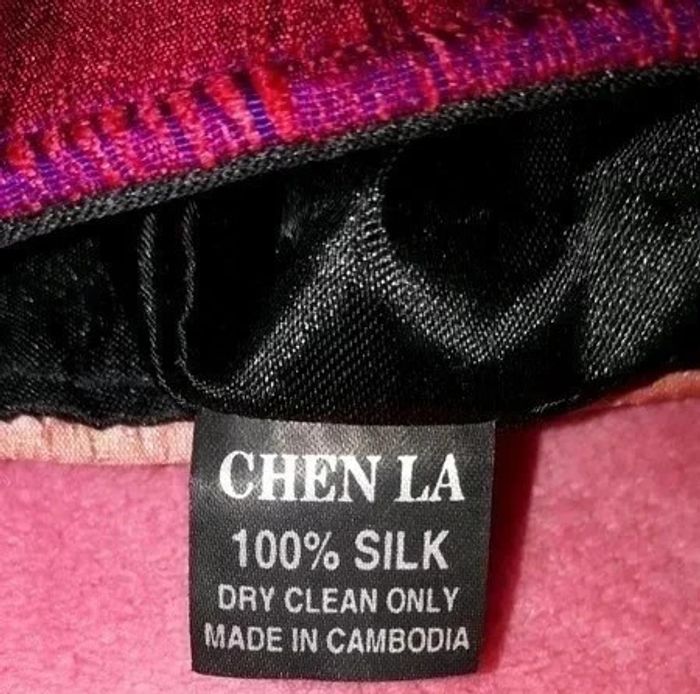 CHEN LA
100% SILK
DRY CLEAN ONLY
MADE IN CAMBODIA